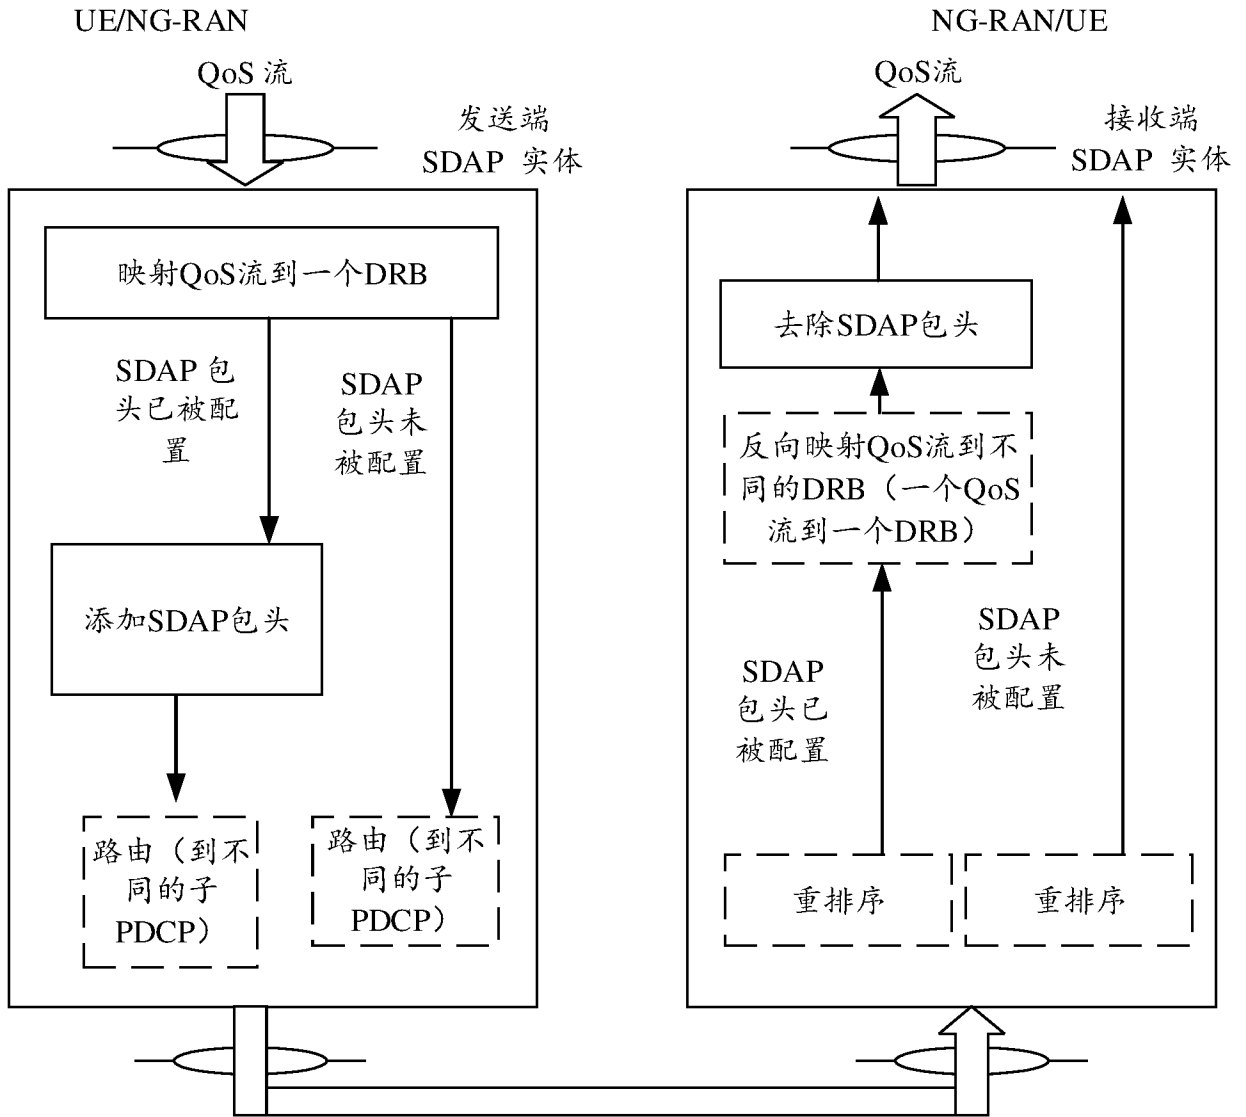 UE/NG-RAN
QoS 流
发送端
SDAP 实体
映射QoS流到一个DRB
SDAP 包
头已被配
置
SDAP
包头未
被配置
添加SDAP包头
路由（到不
同的子
PDCP）
路由（到不
同的子
PDCP）
NG-RAN/UE
QoS流
接收端
SDAP 实体
去除SDAP包头
反向映射QoS流到不
同的DRB（一个QoS
流到一个DRB）
SDAP
包头已
被配置
SDAP
包头未
被配置
重排序
重排序